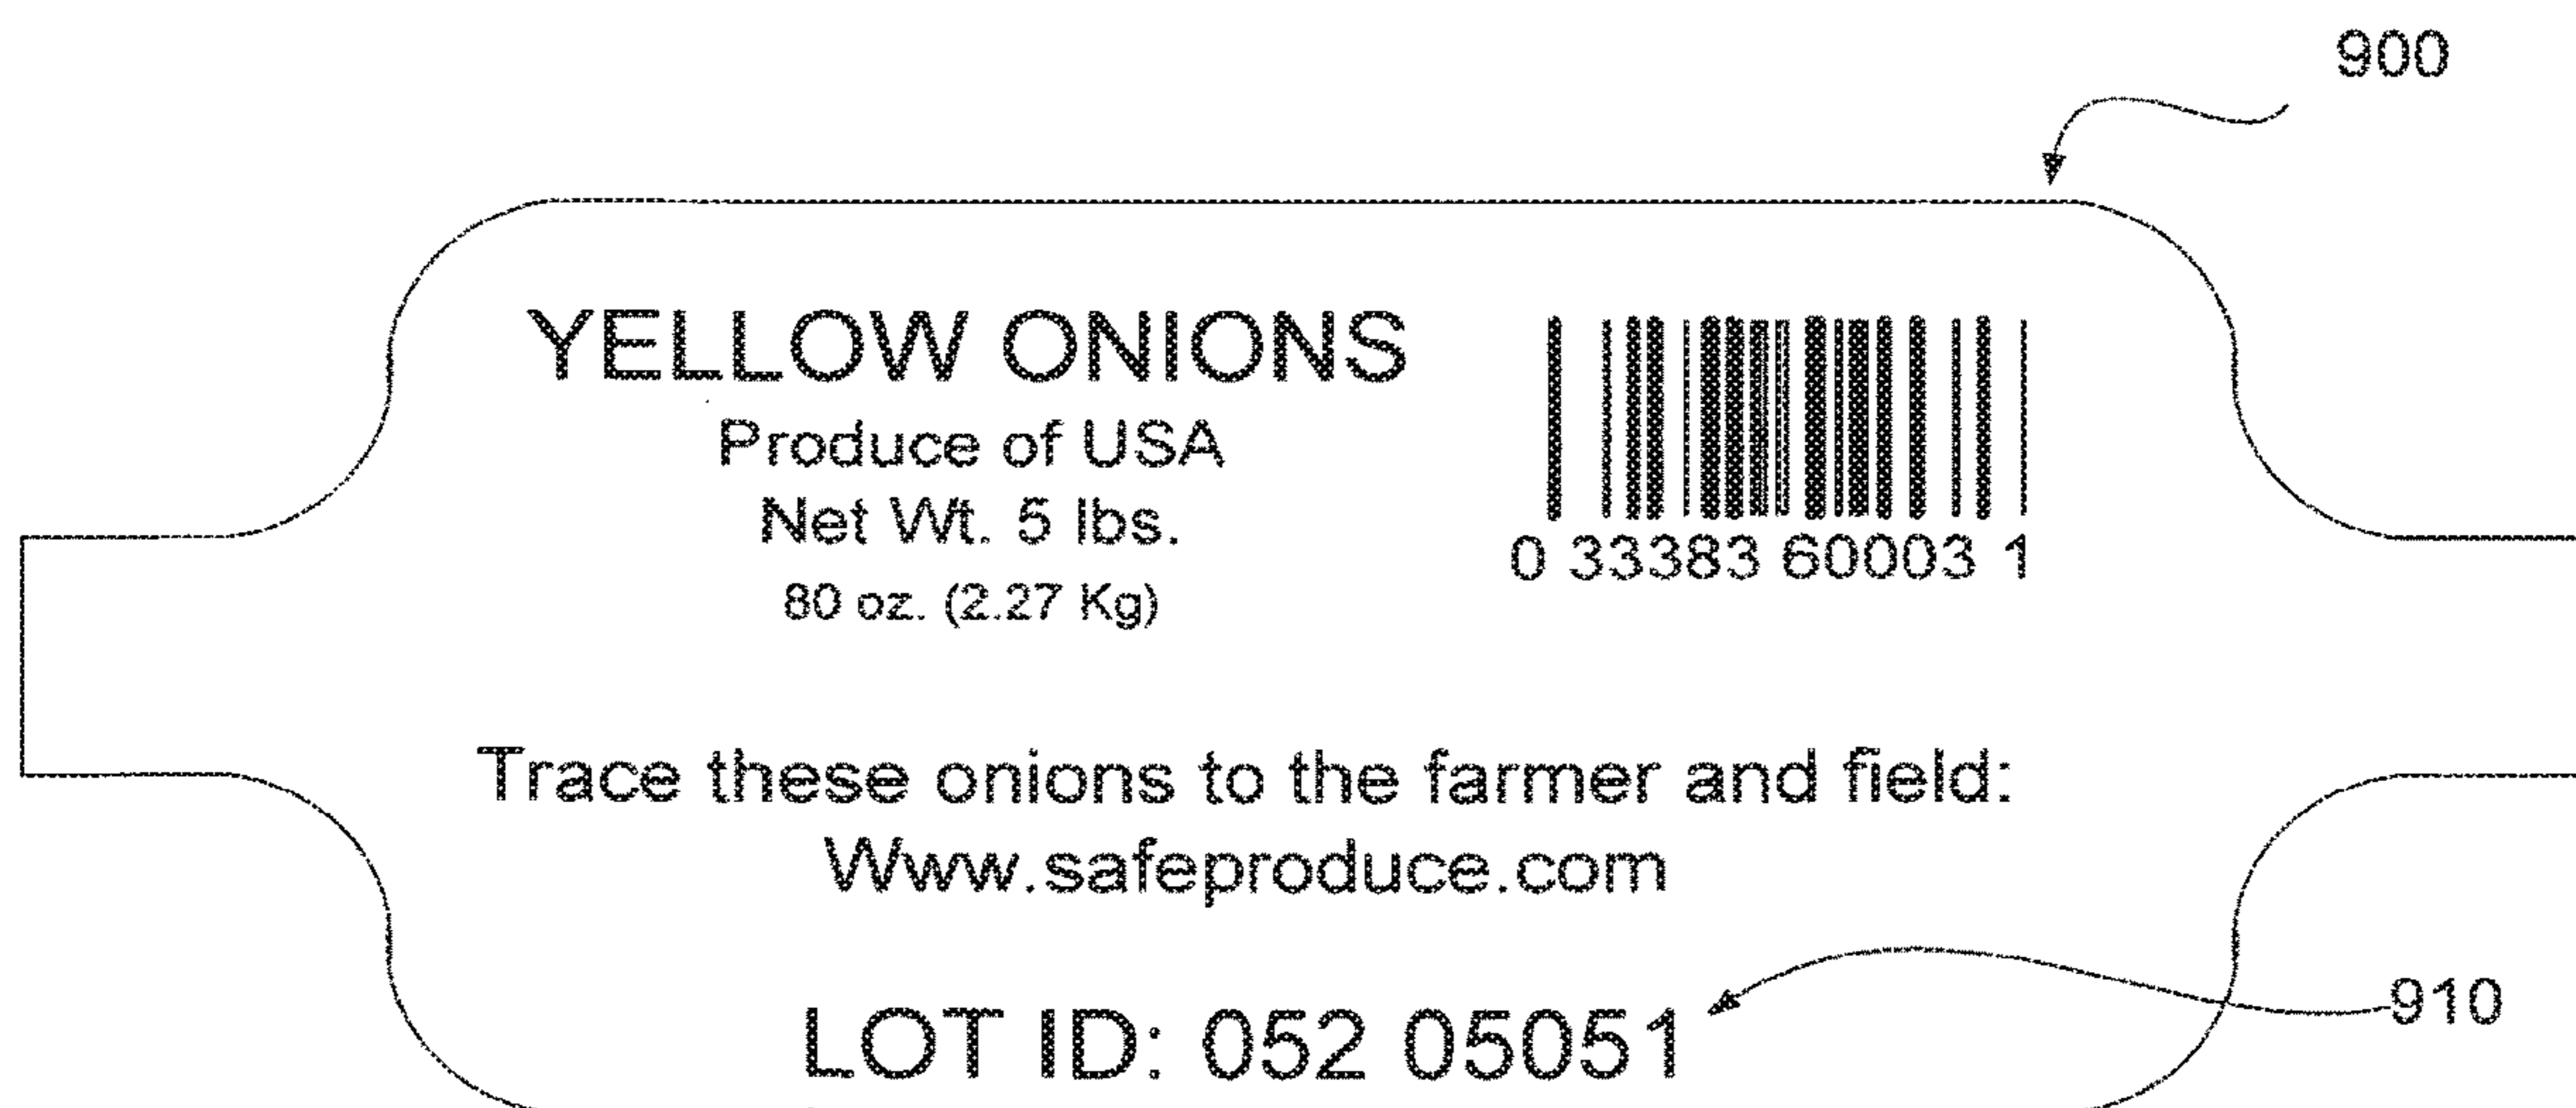 900
YELLOW ONIONS
Produce of USA
Net Wt. 5 lbs.
80 oz. (2.27 Kg)
0 33383 60003 1
Trace these onions to the farmer and field:
Www.safeproduce.com
LOT ID: 052 05051
910